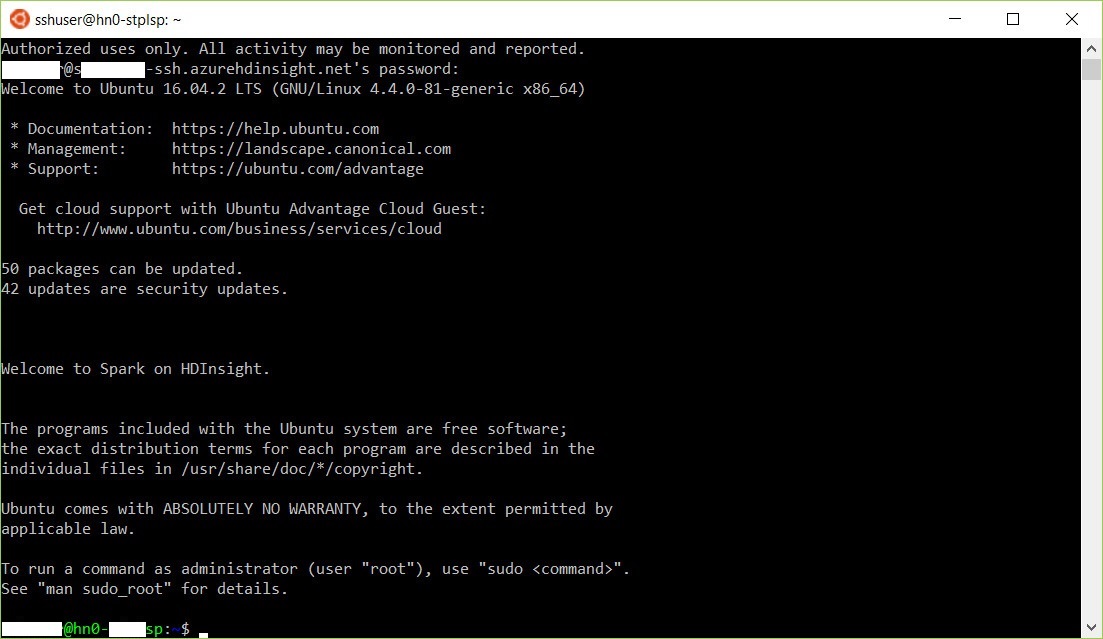 sshuser@hn0-stplsp: ~
Authorized uses only. All activity may be monitored and reported.
@s-ssh.azurehdinsight.net's password:
Welcome to Ubuntu 16.04.2 LTS (GNU/Linux 4.4.0-81-generic x86_64)
* Documentation: https://help.ubuntu.com
* Management: https://landscape.canonical.com
* Support: https://ubuntu.com/advantage
Get cloud support with Ubuntu Advantage Cloud Guest:
http://www.ubuntu.com/business/services/cloud
50 packages can be updated.
42 updates are security updates.
Welcome to Spark on HDInsight.
The programs included with the Ubuntu system are free software;
the exact distribution terms for each program are described in the
individual files in /usr/share/doc/*/copyright.
Ubuntu comes with ABSOLUTELY NO WARRANTY, to the extent permitted by
applicable law.
To run a command as administrator (user "root"), use "sudo <command>".
See "man sudo_root" for details.
@hn0-sp:~$